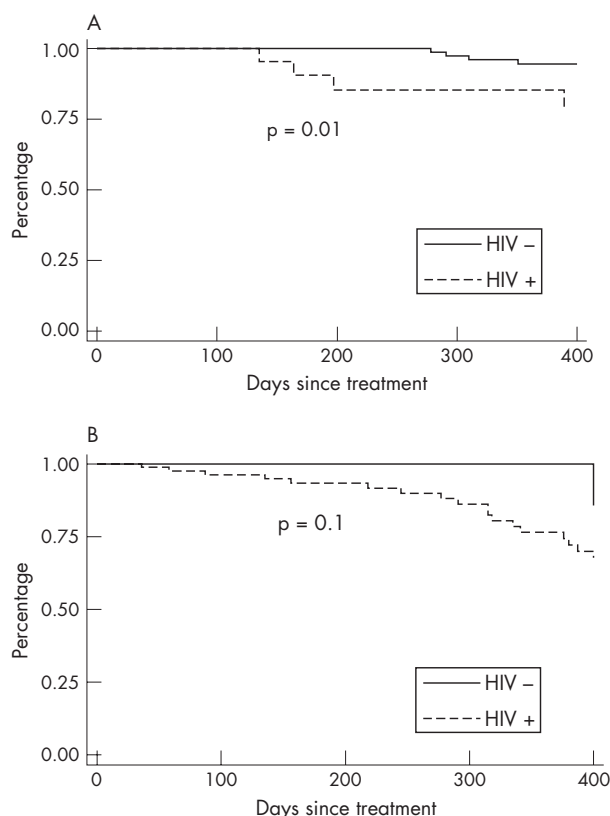 A
1.00
0.75
p = 0.01
0.50
Percentage
0.25
HIV –
HIV +
0.00
0 100 200 300 400
Days since treatment
B
1.00
0.75
p = 0.1
0.50
Percentage
0.25
HIV –
HIV +
0.00
0 100 200 300 400
Days since treatment